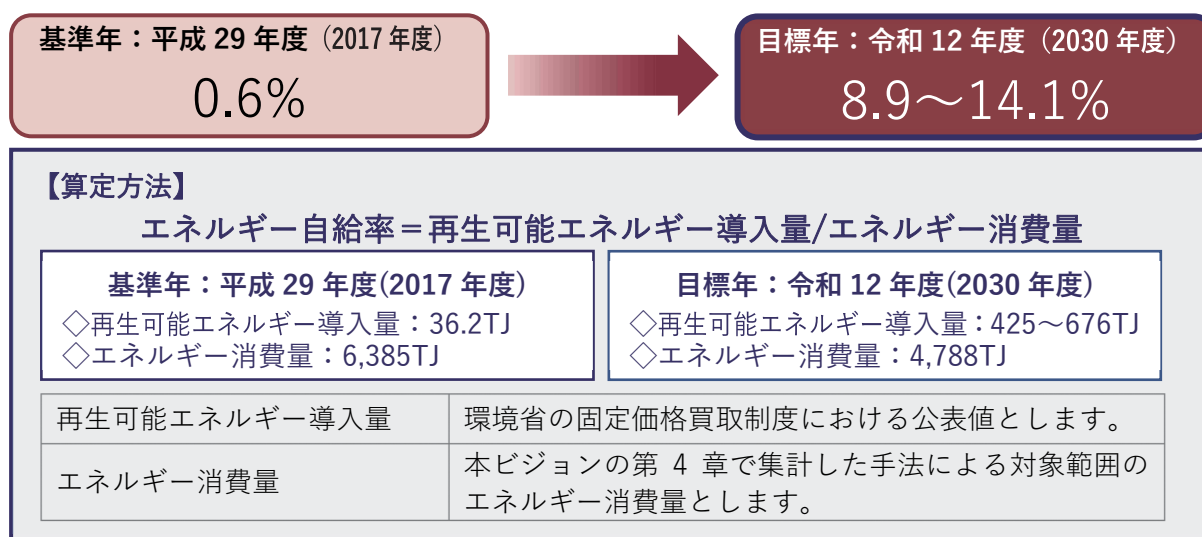 基準年：平成 29 年度（2017 年度）
0.6%
目標年：令和 12 年度（2030 年度）
8.9～14.1%
【算定方法】
エネルギー自給率＝再生可能エネルギー導入量/エネルギー消費量
基準年：平成 29 年度(2017 年度)
◇再生可能エネルギー導入量：36.2TJ
◇エネルギー消費量：6,385TJ
目標年：令和 12 年度(2030 年度)
◇再生可能エネルギー導入量：425～676TJ
◇エネルギー消費量：4,788TJ
再生可能エネルギー導入量
環境省の固定価格買取制度における公表値とします。
エネルギー消費量
本ビジョンの第 4 章で集計した手法による対象範囲の
エネルギー消費量とします。